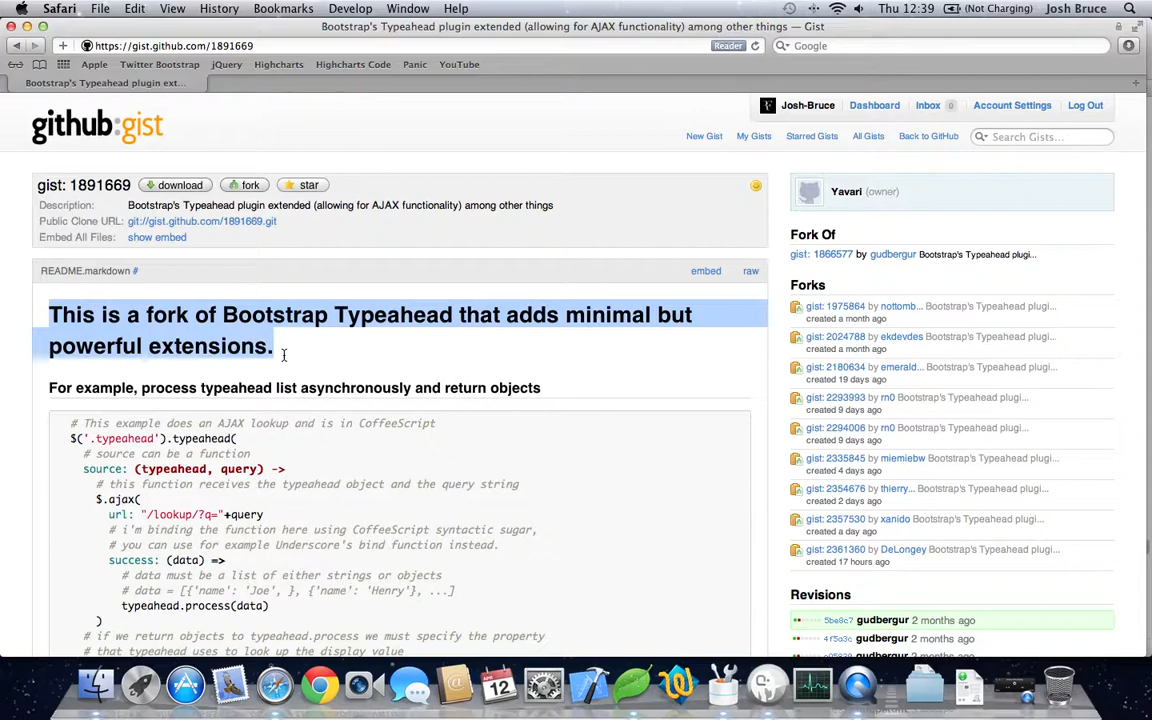 Safari File Edit View History Bookmarks Develop Window Help Thu 12:39 (Not Charging) Josh Bruce
Bootstrap's Typeahead plugin extended (allowing for AJAX functionality) among other things — Gist
https://gist.github.com/1891669 Reader Google
Apple Twitter Bootstrap jQuery Highcharts Highcharts Code Panic YouTube
Bootstrap's Typeahead plugin ext...
Josh-Bruce Dashboard Inbox 0 Account Settings Log Out
github:gist
New Gist My Gists Starred Gists All Gists Back to GitHub Search Gists...
gist: 1891669 download fork star
Description: Bootstrap's Typeahead plugin extended (allowing for AJAX functionality) among other things
Public Clone URL: git://gist.github.com/1891669.git
Embed All Files: show embed
README.markdown # embed raw
This is a fork of Bootstrap Typeahead that adds minimal but
powerful extensions.
For example, process typeahead list asynchronously and return objects
# This example does an AJAX lookup and is in CoffeeScript
$('.typeahead').typeahead(
# source can be a function
source: (typeahead, query) ->
# this function receives the typeahead object and the query string
$.ajax(
url: "/lookup/?q="+query
# i'm binding the function here using CoffeeScript syntactic sugar,
# you can use for example Underscore's bind function instead.
success: (data) =>
# data must be a list of either strings or objects
# data = [{'name': 'Joe', }, {'name': 'Henry'}, ...]
typeahead.process(data)
)
# if we return objects to typeahead.process we must specify the property
# that typeahead uses to look up the display value
Yavari (owner)
Fork Of
gist: 1866577 by gudbergur Bootstrap's Typeahead plugi...
Forks
gist: 1975864 by nottomb... Bootstrap's Typeahead plugi...
created a month ago
gist: 2024788 by ekdevdes Bootstrap's Typeahead plugi...
created a month ago
gist: 2180634 by emerald... Bootstrap's Typeahead plugi...
created 19 days ago
gist: 2293993 by rn0 Bootstrap's Typeahead plugi...
created 9 days ago
gist: 2294006 by rn0 Bootstrap's Typeahead plugi...
created 9 days ago
gist: 2335845 by miemiebw Bootstrap's Typeahead plugi...
created 4 days ago
gist: 2354676 by thierry... Bootstrap's Typeahead plugi...
created 2 days ago
gist: 2357530 by xanido Bootstrap's Typeahead plugi...
created a day ago
gist: 2361360 by DeLongey Bootstrap's Typeahead plugi...
created 17 hours ago
Revisions
5be8c7 gudbergur 2 months ago
4f5a3c gudbergur 2 months ago
gudbergur 2 months ago
APR
12